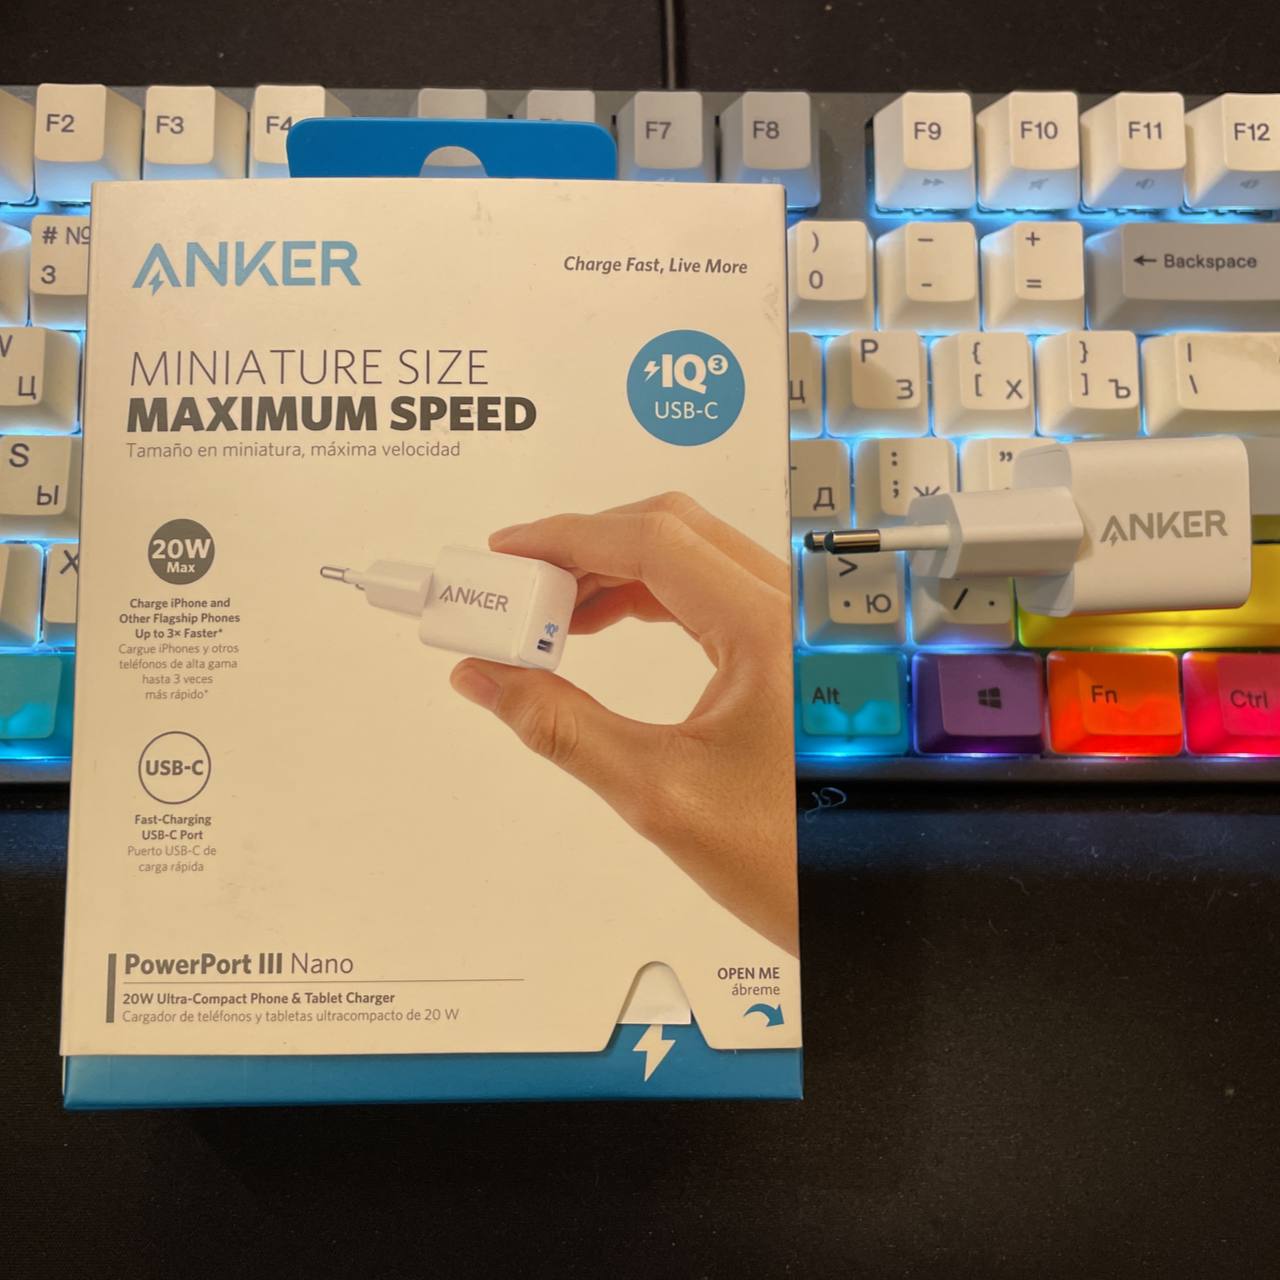 F2 F3 F4 F7 F8 F9 F10 F11 F12
# №
3
)
0
–
-
+
=
← Backspace
ANKER
Charge Fast, Live More
MINIATURE SIZE
MAXIMUM SPEED
Tamaño en miniatura, máxima velocidad
IQ3
USB-C
20W
Max
Charge iPhone and
Other Flagship Phones
Up to 3× Faster*
Cargue iPhones y otros
teléfonos de alta gama
hasta 3 veces
más rápido*
ANKER
USB-C
Fast-Charging
USB-C Port
Puerto USB-C de
carga rápida
PowerPort III Nano
20W Ultra-Compact Phone & Tablet Charger
Cargador de teléfonos y tabletas ultracompacto de 20 W
OPEN ME
ábreme
Ц
P
З
{
[ Х
}
] Ъ
|
\
S
Ы
Д
:
; Ж
"
ANKER
X
>
. Ю
/ .
Alt
Fn
Ctrl